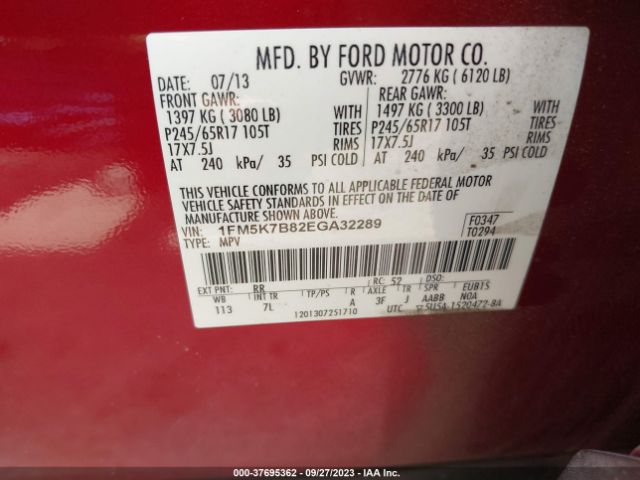 MFD. BY FORD MOTOR CO.
DATE: 07/13 GVWR: 2776 KG ( 6120 LB)
FRONT GAWR: REAR GAWR:
1397 KG ( 3080 LB) WITH 1497 KG ( 3300 LB) WITH
P245/65R17 105T TIRES P245/65R17 105T TIRES
17X7.5J RIMS 17X7.5J RIMS
AT 240 kPa/ 35 PSI COLD AT 240 kPa/ 35 PSI COLD
THIS VEHICLE CONFORMS TO ALL APPLICABLE FEDERAL MOTOR
VEHICLE SAFETY STANDARDS IN EFFECT ON THE DATE OF
MANUFACTURE SHOWN ABOVE.
VIN: 1FM5K7B82EGA32289 F0347
TYPE: MPV T0294
EXT PNT: RR RC: 52 DSO:
WB INT TR TP/PS R AXLE TR SPR EUB1S
113 7L A 3F J AABB NOA
1201307251710 UTC 5U5A-1520472-BA
000-37695362 | 09/27/2023 | IAA Inc.